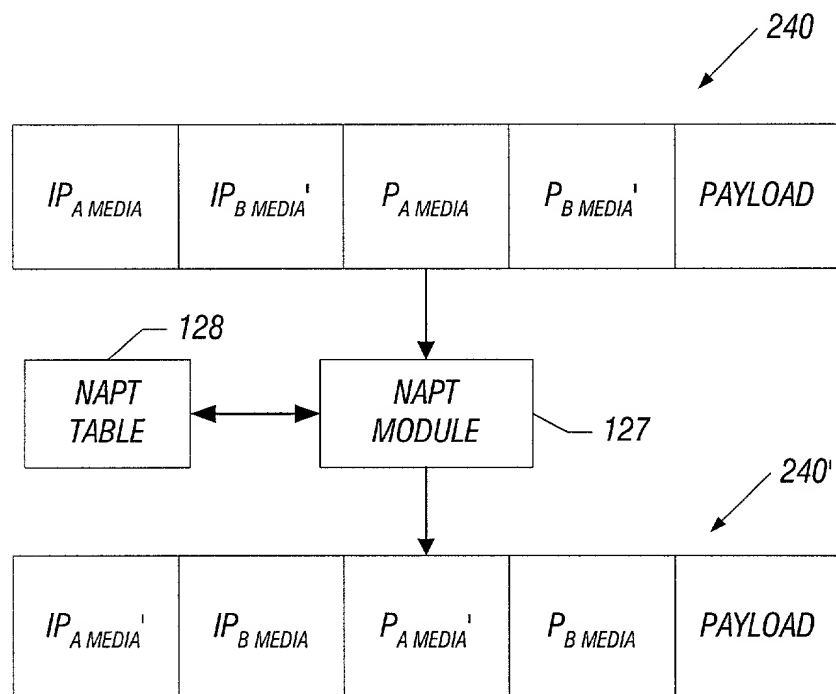 240
IP A MEDIA IP B MEDIA' P A MEDIA P B MEDIA' PAYLOAD
128
NAPT
TABLE
NAPT
MODULE
127
240'
IP A MEDIA' IP B MEDIA P A MEDIA' P B MEDIA PAYLOAD